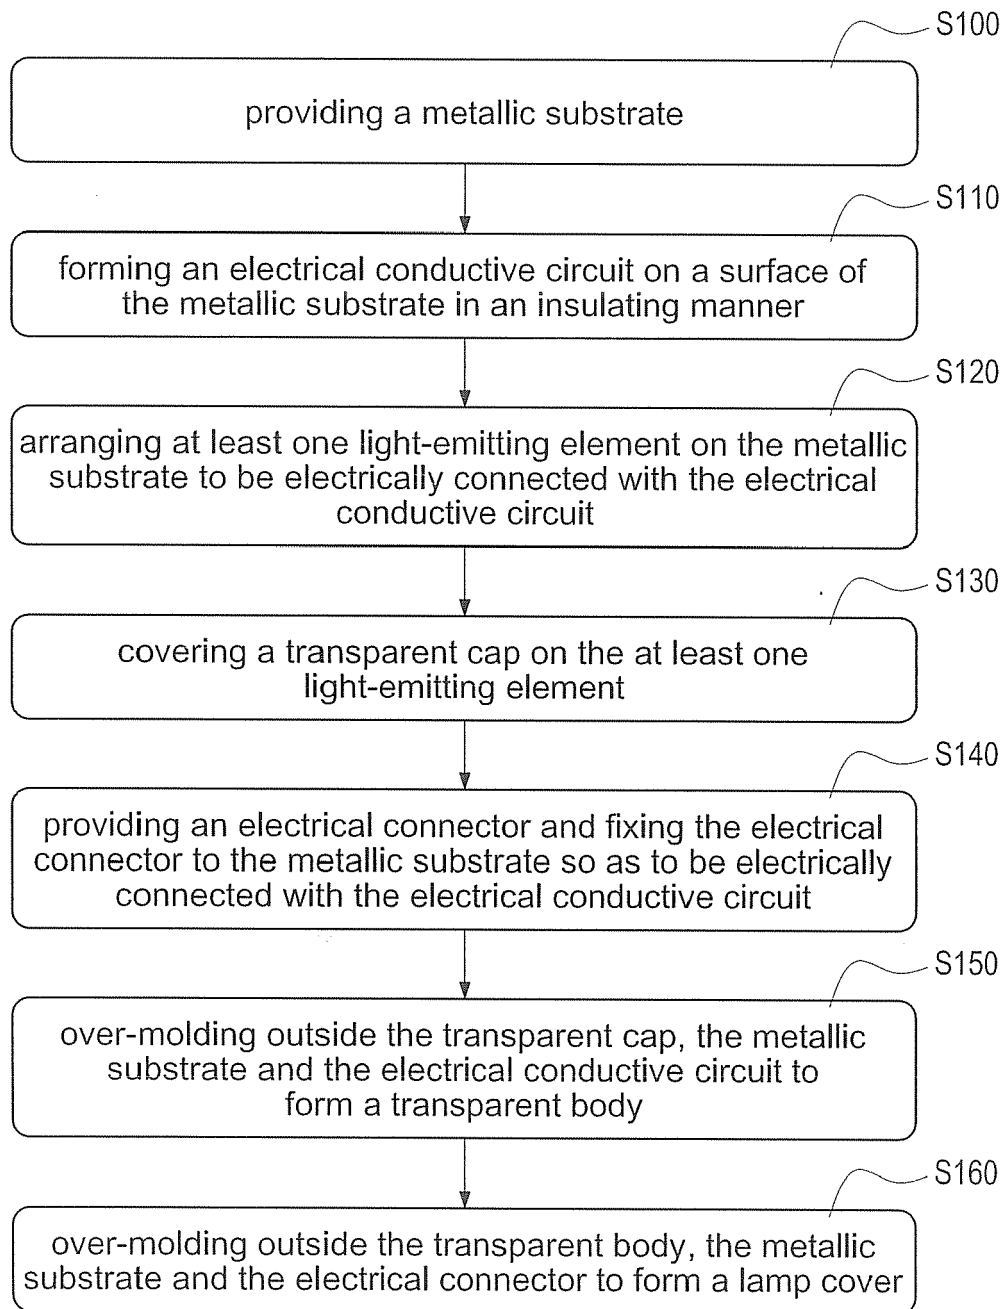 S100
providing a metallic substrate
S110
forming an electrical conductive circuit on a surface of
the metallic substrate in an insulating manner
S120
arranging at least one light-emitting element on the metallic
substrate to be electrically connected with the electrical
conductive circuit
S130
covering a transparent cap on the at least one
light-emitting element
S140
providing an electrical connector and fixing the electrical
connector to the metallic substrate so as to be electrically
connected with the electrical conductive circuit
S150
over-molding outside the transparent cap, the metallic
substrate and the electrical conductive circuit to
form a transparent body
S160
over-molding outside the transparent body, the metallic
substrate and the electrical connector to form a lamp cover